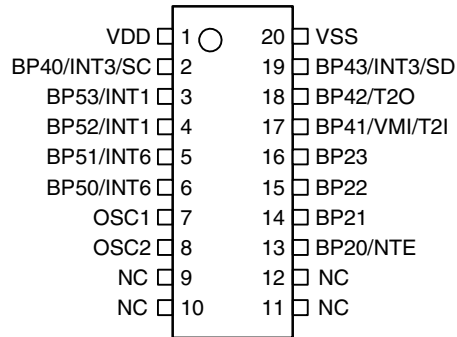 VDD 1 20 VSS
BP40/INT3/SC 2 19 BP43/INT3/SD
BP53/INT1 3 18 BP42/T2O
BP52/INT1 4 17 BP41/VMI/T2I
BP51/INT6 5 16 BP23
BP50/INT6 6 15 BP22
OSC1 7 14 BP21
OSC2 8 13 BP20/NTE
NC 9 12 NC
NC 10 11 NC